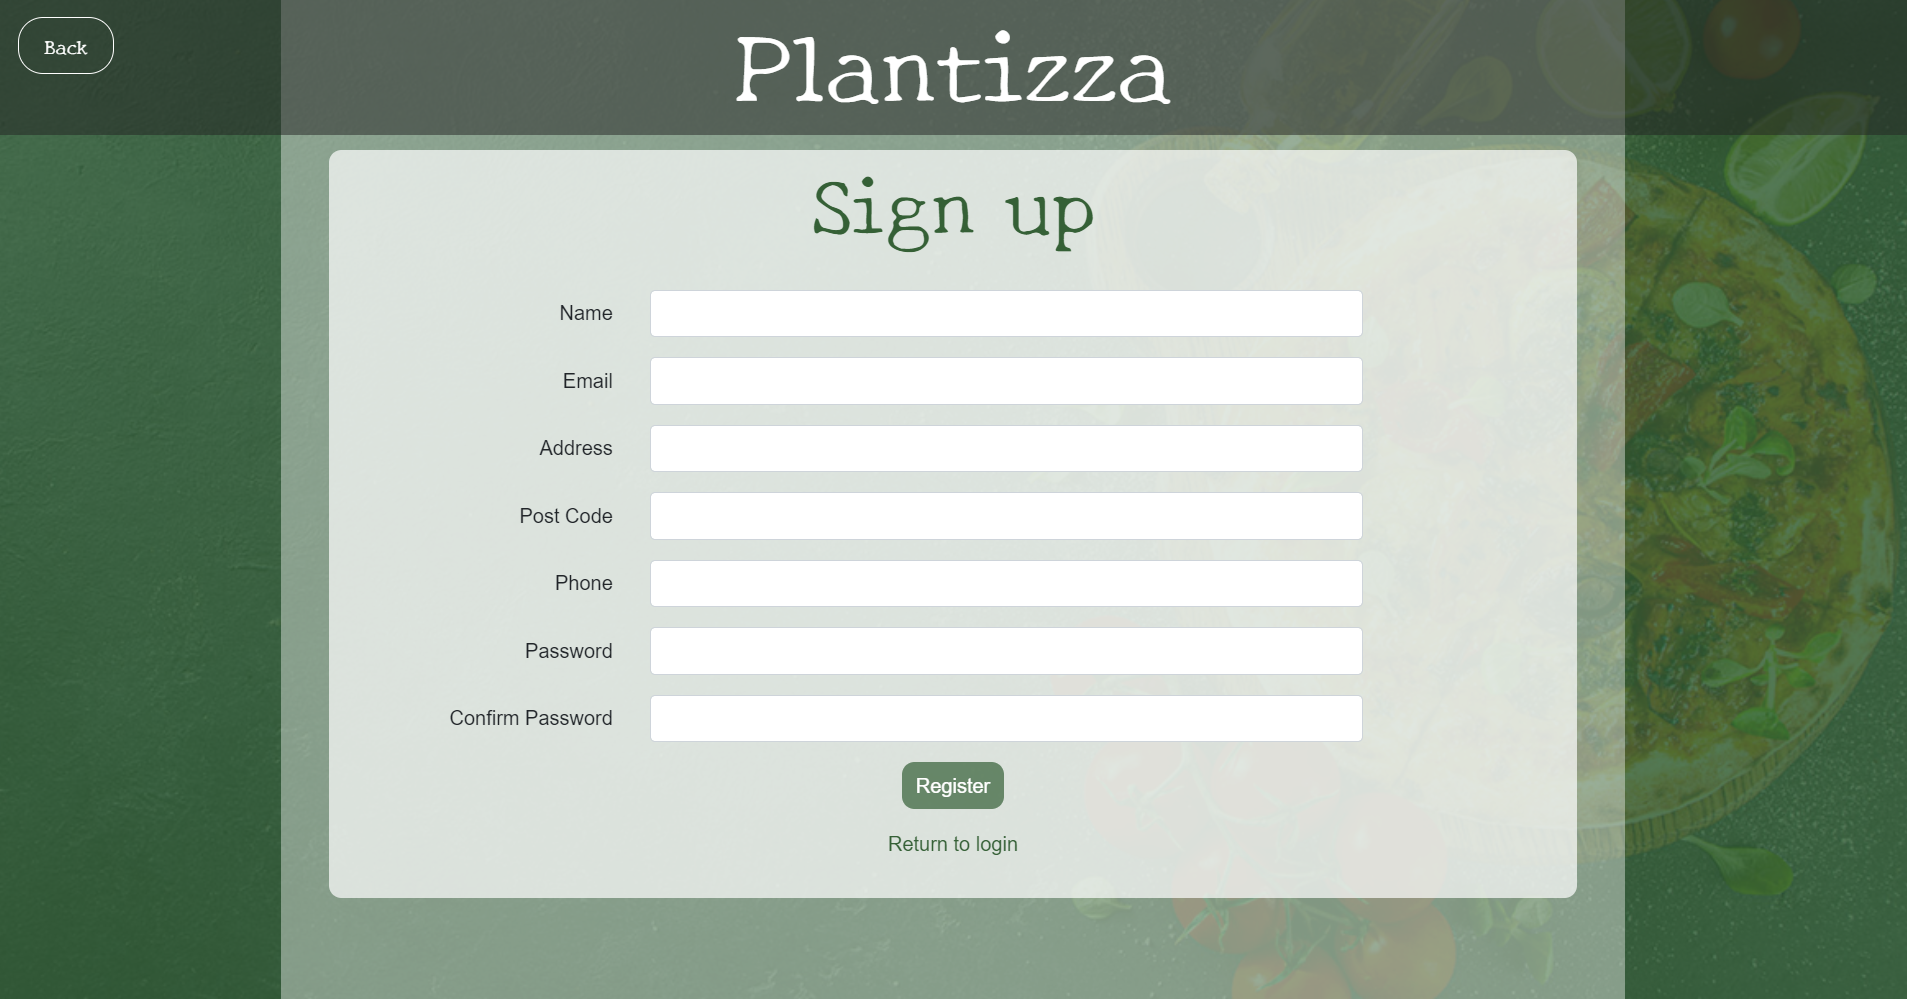 Back
Plantizza
Sign up
Name
Email
Address
Post Code
Phone
Password
Confirm Password
Register
Return to login